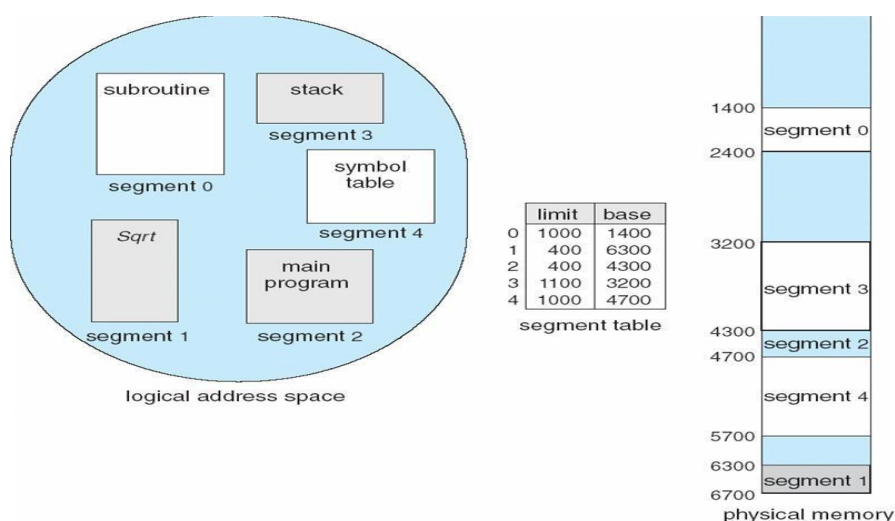 subroutine
segment 0
stack
segment 3
symbol
table
segment 4
Sqrt
segment 1
main
program
segment 2
logical address space
limit base
0 1000 1400
1 400 6300
2 400 4300
3 1100 3200
4 1000 4700
segment table
1400
segment 0
2400
3200
segment 3
4300
segment 2
4700
segment 4
5700
6300
segment 1
6700
physical memory